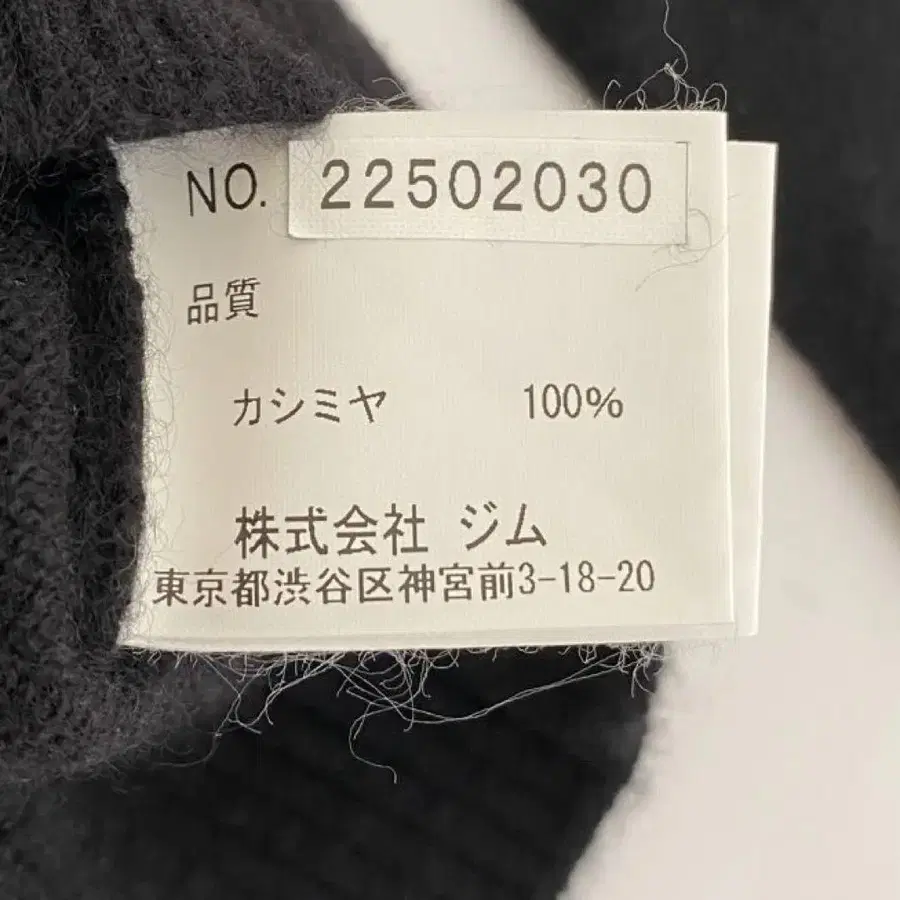 NO. 22502030
品質
カシミヤ 100%
株式会社 ジム
東京都渋谷区神宮前3-18-20